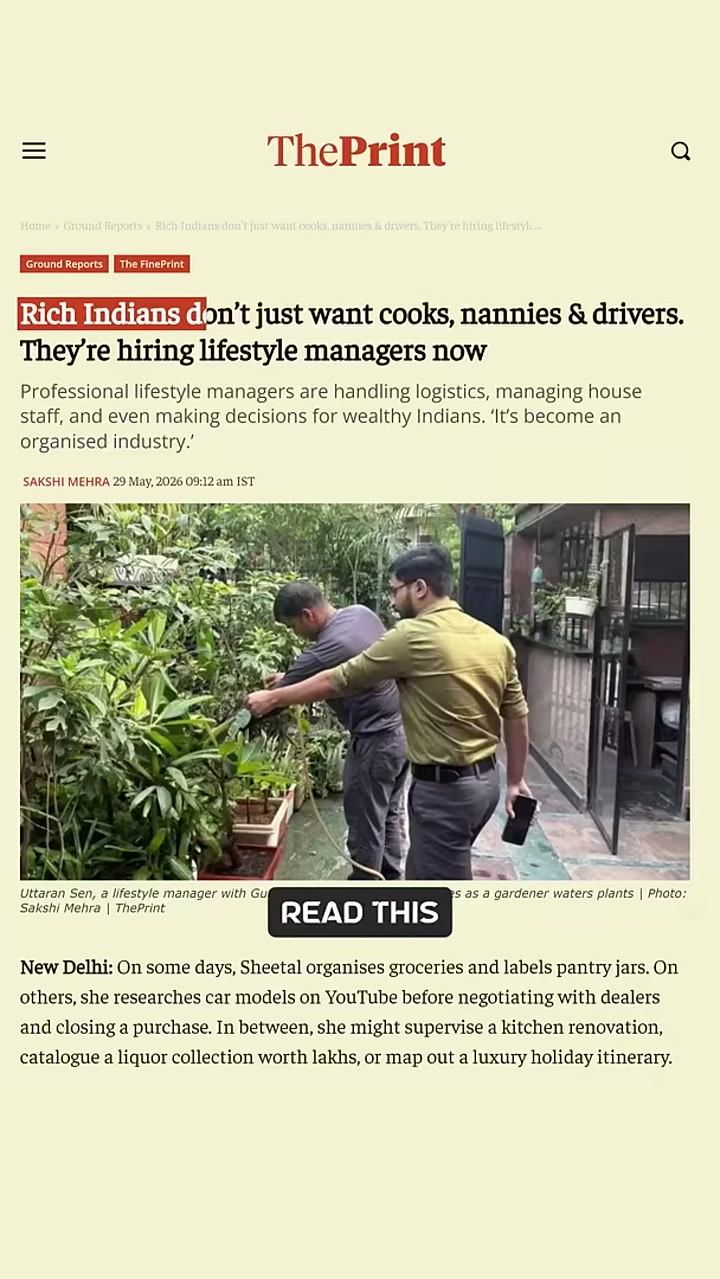 ThePrint
Home › Ground Reports › Rich Indians don't just want cooks, nannies & drivers. They're hiring lifestyl...
Ground Reports The FinePrint
Rich Indians don’t just want cooks, nannies & drivers.
They’re hiring lifestyle managers now
Professional lifestyle managers are handling logistics, managing house
staff, and even making decisions for wealthy Indians. ‘It’s become an
organised industry.’
SAKSHI MEHRA 29 May, 2026 09:12 am IST
Uttaran Sen, a lifestyle manager with as a gardener waters plants | Photo:
Sakshi Mehra | ThePrint
READ THIS
New Delhi: On some days, Sheetal organises groceries and labels pantry jars. On
others, she researches car models on YouTube before negotiating with dealers
and closing a purchase. In between, she might supervise a kitchen renovation,
catalogue a liquor collection worth lakhs, or map out a luxury holiday itinerary.